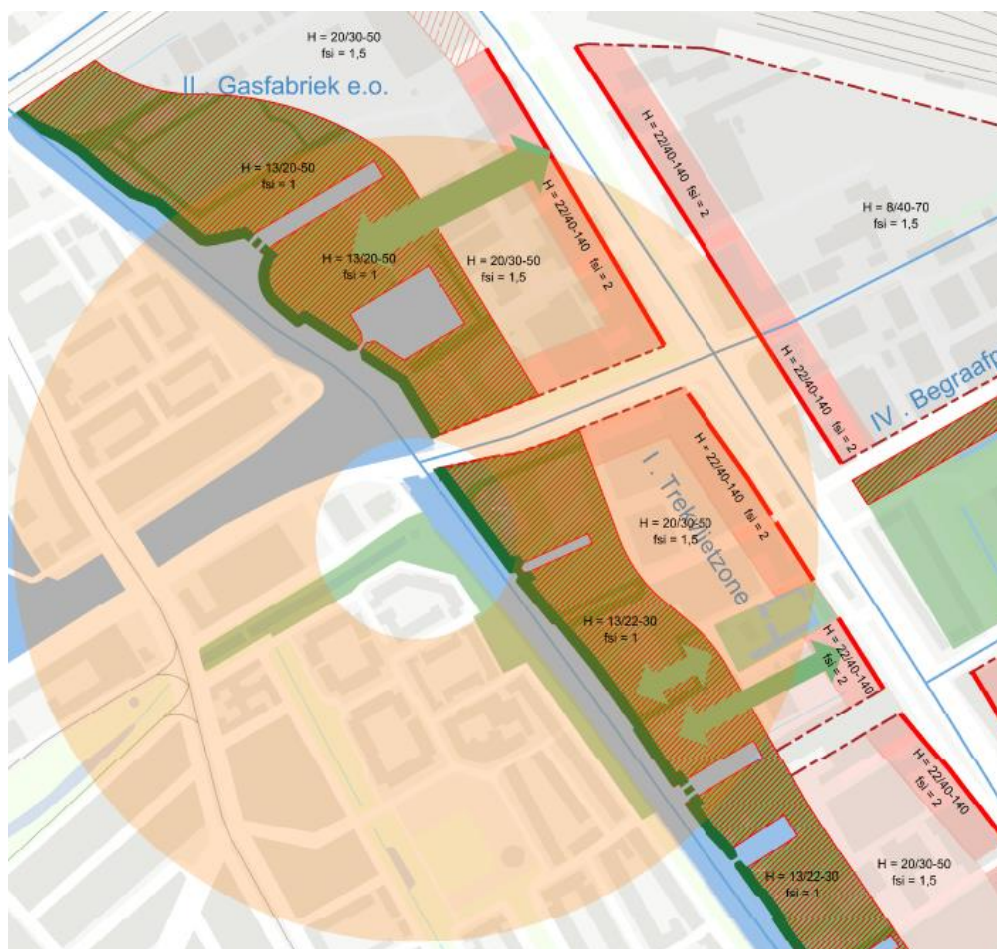 H = 20/30-50
fsi = 1,5
II . Gasfabriek e.o.
H = 22/40-140 fsi = 2
H = 13/20-50
fsi = 1
H = 22/40-140 fsi = 2
H = 8/40-70
fsi = 1,5
H = 13/20-50
fsi = 1
H = 20/30-50
fsi = 1,5
H = 22/40-140 fsi = 2
IV . Begraafp
I . Trekvlietzone
H = 22/40-140 fsi = 2
H = 20/30-50
fsi = 1,5
H = 13/22-30
fsi = 1
H = 22/40-140
fsi = 2
H = 22/40-140
fsi = 2
H = 13/22-30
fsi = 1
H = 20/30-50
fsi = 1,5